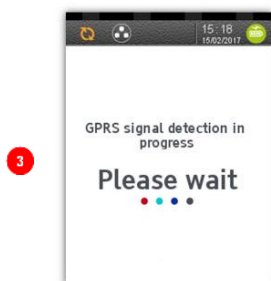 15:18
15/02/2017
GPRS signal detection in
progress
3
Please wait